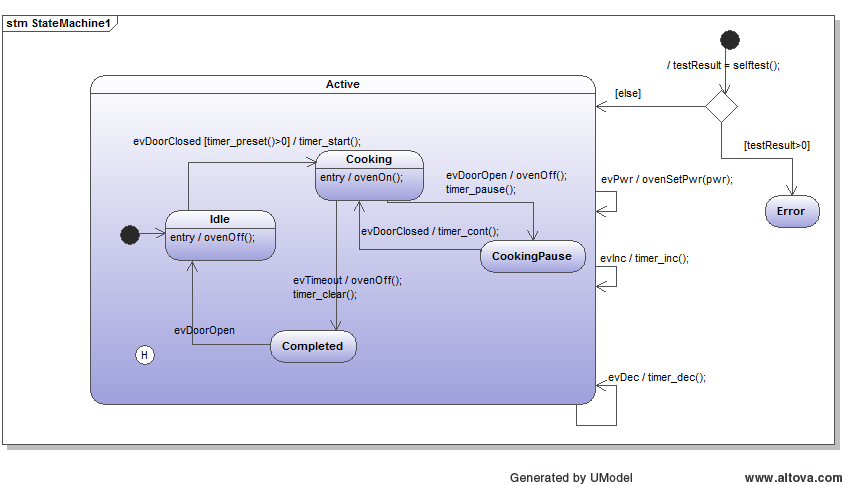 stm StateMachine1
/ testResult = selftest();
Active
[else]
evDoorClosed [timer_preset()>0] / timer_start();
[testResult>0]
Cooking
entry / ovenOn();
evDoorOpen / ovenOff();
timer_pause();
evPwr / ovenSetPwr(pwr);
Error
Idle
entry / ovenOff();
evDoorClosed / timer_cont();
CookingPause
evInc / timer_inc();
evTimeout / ovenOff();
timer_clear();
evDoorOpen
Completed
H
evDec / timer_dec();
Generated by UModel
www.altova.com